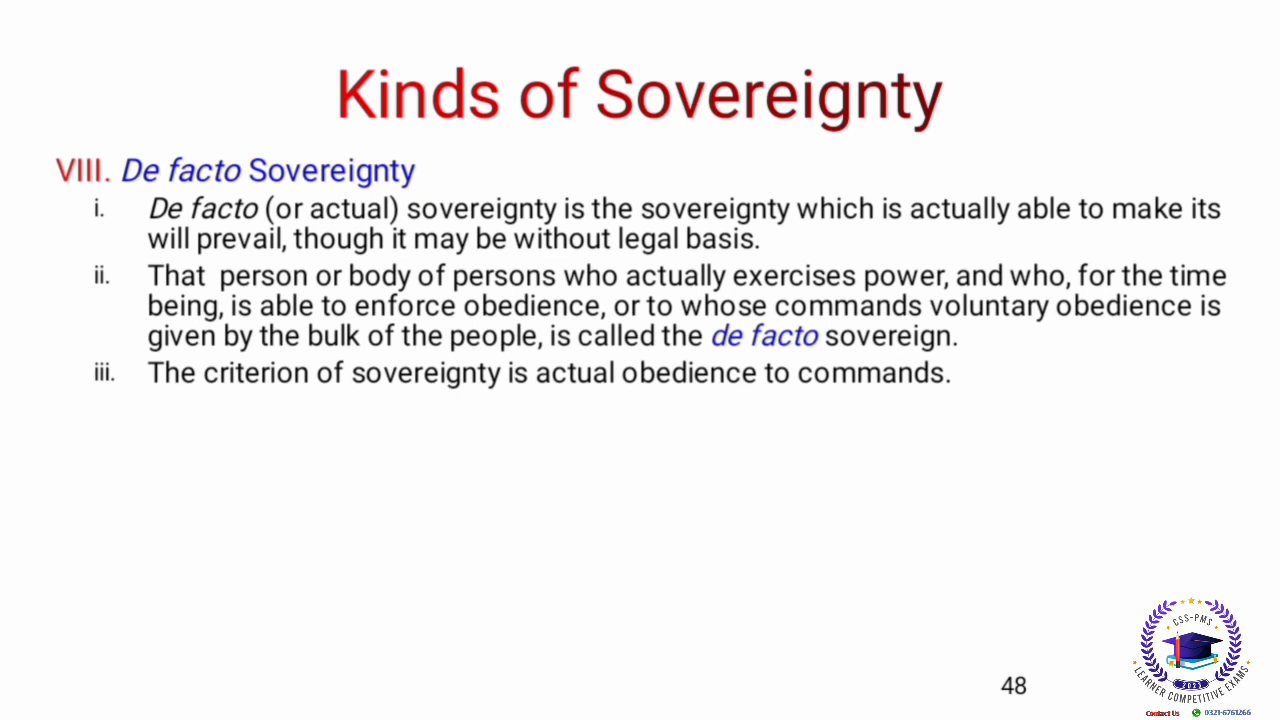 Kinds of Sovereignty
VIII. De facto Sovereignty
i. De facto (or actual) sovereignty is the sovereignty which is actually able to make its
will prevail, though it may be without legal basis.
ii. That person or body of persons who actually exercises power, and who, for the time
being, is able to enforce obedience, or to whose commands voluntary obedience is
given by the bulk of the people, is called the de facto sovereign.
iii. The criterion of sovereignty is actual obedience to commands.
CSS-PMS
2021
LEARNER COMPETITIVE EXAMS
48
Contact Us 0321-6761266